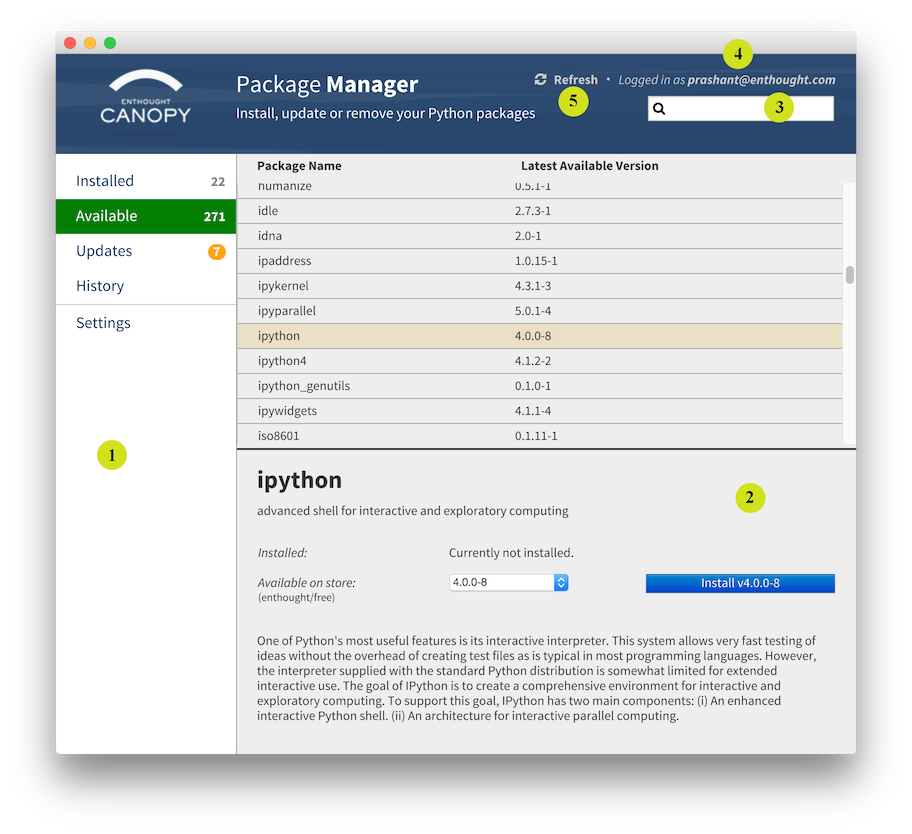 4
Refresh • Logged in as prashant@enthought.com
5
3
ENTHOUGHT
CANOPY
Package Manager
Install, update or remove your Python packages
Installed 22
Available 271
Updates 7
History
Settings
1
Package Name Latest Available Version
humanize 0.5.1-1
idle 2.7.3-1
idna 2.0-1
ipaddress 1.0.15-1
ipykernel 4.3.1-3
ipyparallel 5.0.1-4
ipython 4.0.0-8
ipython4 4.1.2-2
ipython_genutils 0.1.0-1
ipywidgets 4.1.1-4
iso8601 0.1.11-1
ipython
2
advanced shell for interactive and exploratory computing
Installed: Currently not installed.
Available on store: 4.0.0-8 Install v4.0.0-8
(enthought/free)
One of Python's most useful features is its interactive interpreter. This system allows very fast testing of
ideas without the overhead of creating test files as is typical in most programming languages. However,
the interpreter supplied with the standard Python distribution is somewhat limited for extended
interactive use. The goal of IPython is to create a comprehensive environment for interactive and
exploratory computing. To support this goal, IPython has two main components: (i) An enhanced
interactive Python shell. (ii) An architecture for interactive parallel computing.